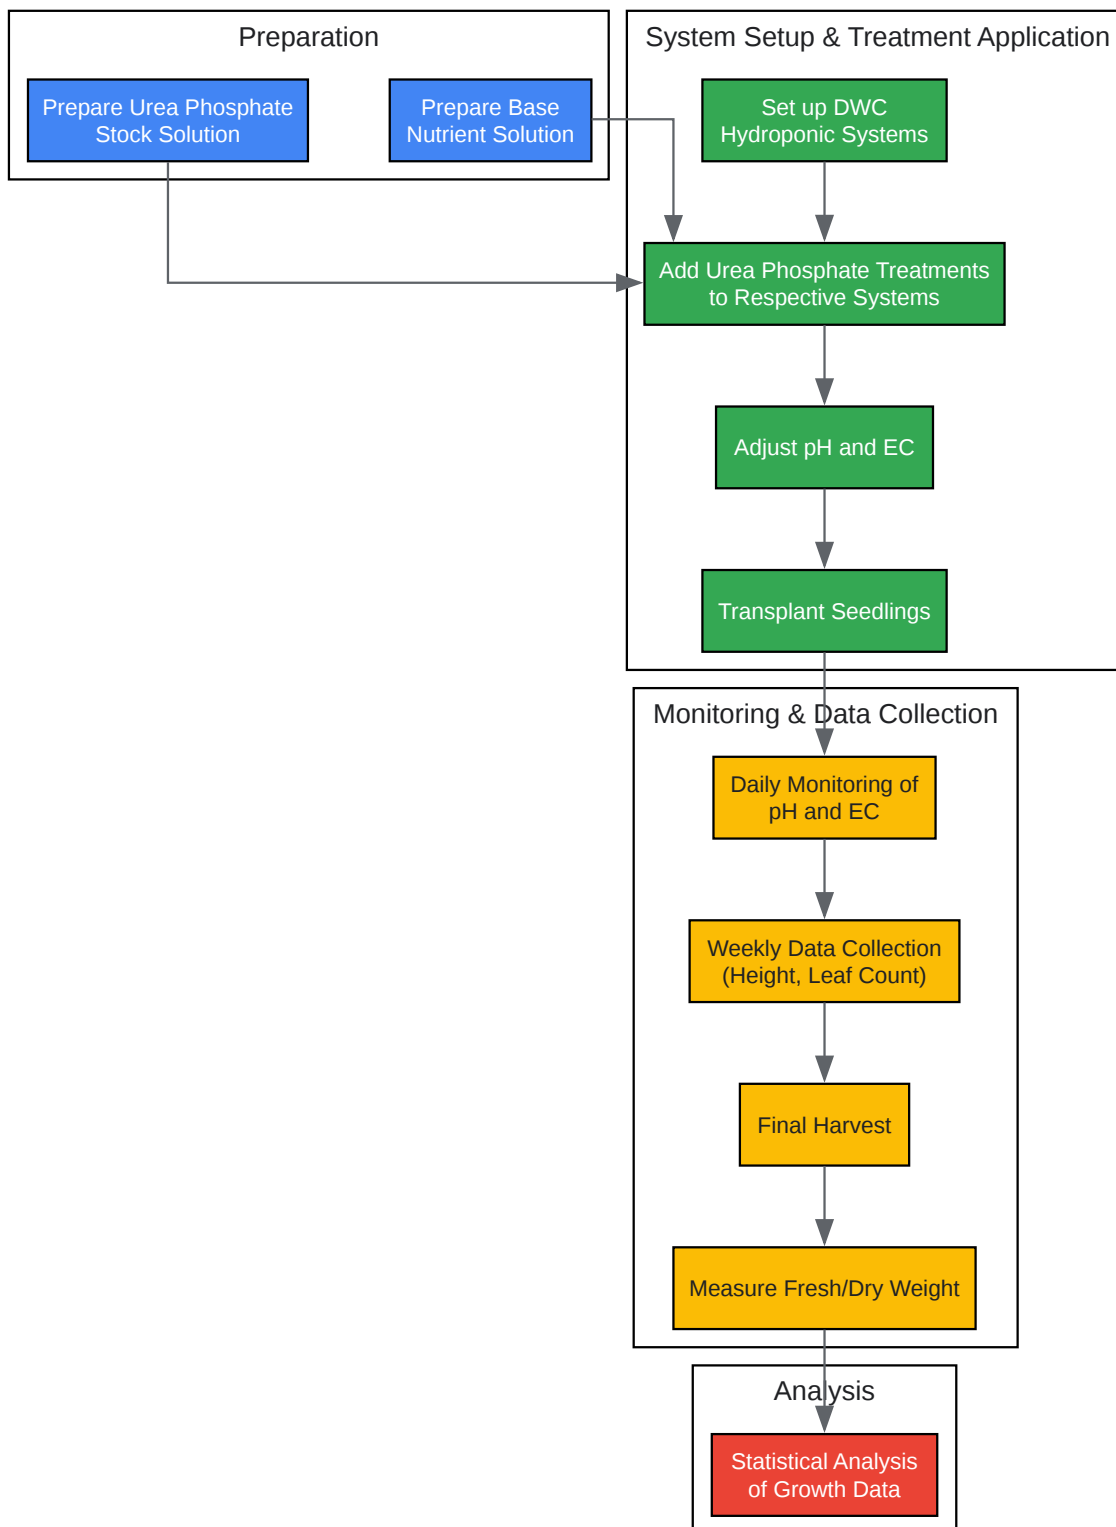 Preparation
Prepare Urea Phosphate
Stock Solution
Prepare Base
Nutrient Solution
System Setup & Treatment Application
Set up DWC
Hydroponic Systems
Add Urea Phosphate Treatments
to Respective Systems
Adjust pH and EC
Transplant Seedlings
Monitoring & Data Collection
Daily Monitoring of
pH and EC
Weekly Data Collection
(Height, Leaf Count)
Final Harvest
Measure Fresh/Dry Weight
Analysis
Statistical Analysis
of Growth Data